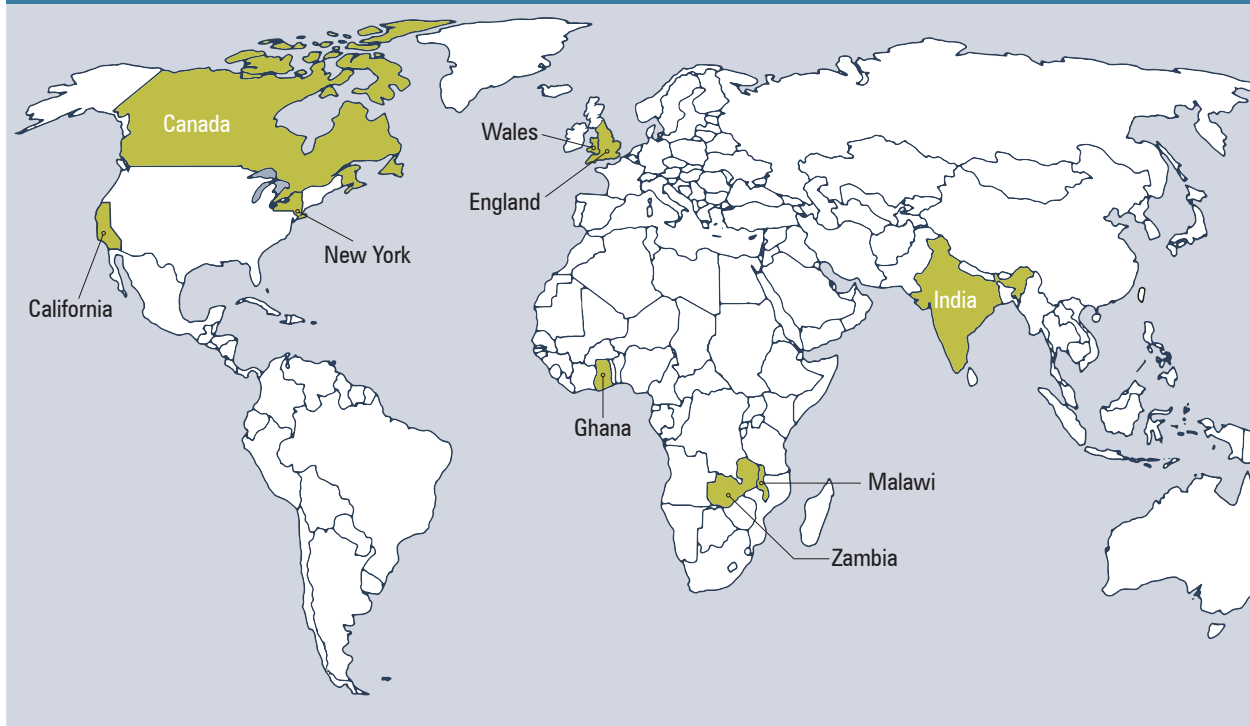 Canada
Wales
England
New York
California
India
Ghana
Malawi
Zambia